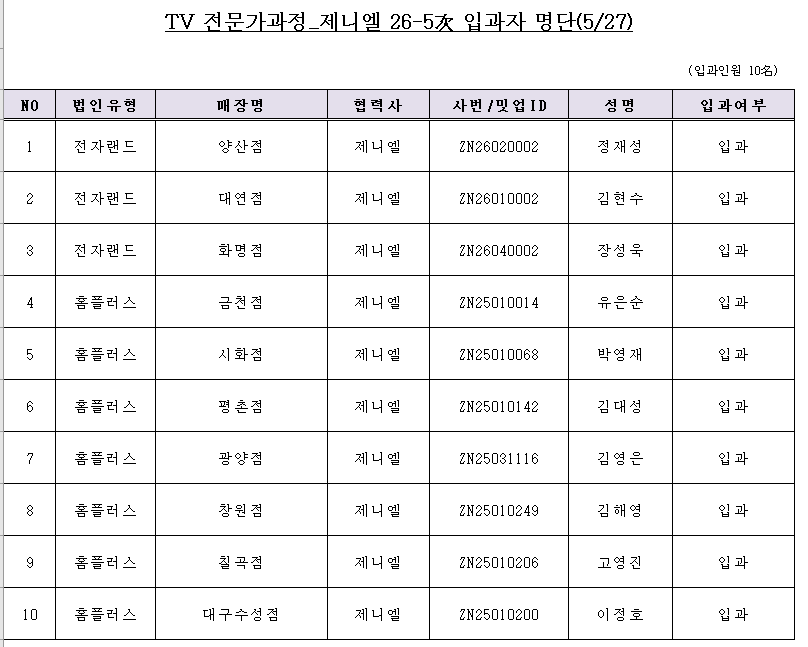 TV 전문가과정_제니엘 26-5次 입과자 명단(5/27)
(입과인원 10名)
NO 법인유형 매장명 협력사 사번/밋업ID 성명 입과여부
1 전자랜드 양산점 제니엘 ZN26020002 정재성 입과
2 전자랜드 대연점 제니엘 ZN26010002 김현수 입과
3 전자랜드 화명점 제니엘 ZN26040002 장성욱 입과
4 홈플러스 금천점 제니엘 ZN25010014 유은순 입과
5 홈플러스 시화점 제니엘 ZN25010068 박영재 입과
6 홈플러스 평촌점 제니엘 ZN25010142 김대성 입과
7 홈플러스 광양점 제니엘 ZN25031116 김영은 입과
8 홈플러스 창원점 제니엘 ZN25010249 김해영 입과
9 홈플러스 칠곡점 제니엘 ZN25010206 고영진 입과
10 홈플러스 대구수성점 제니엘 ZN25010200 이정호 입과